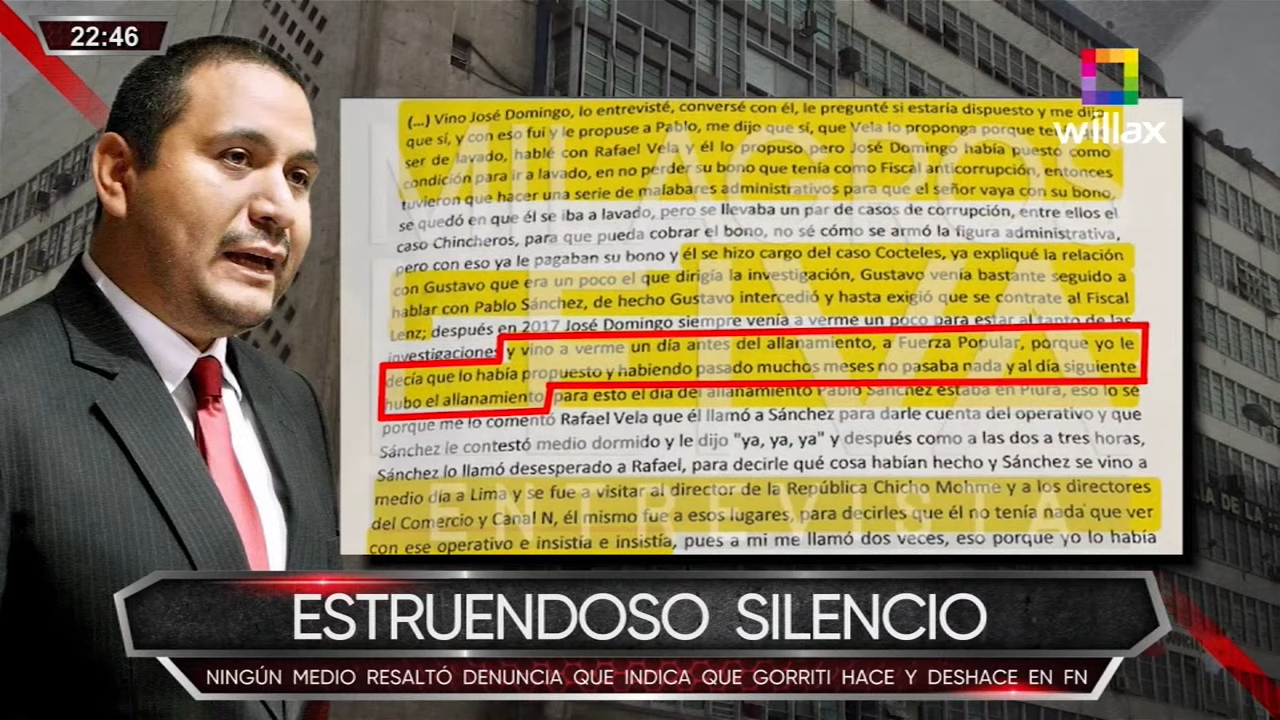 22:46
willax
(...) Vino José Domingo, lo entrevisté, conversé con él, le pregunté si estaría dispuesto y me dija
que sí, y con eso fui y le propuse a Pablo, me dijo que sí, que Vela lo proponga porque
ser de lavado, hablé con Rafael Vela y él lo propuso pero José Domingo había puesto como
condición para ir a lavado, en no perder su bono que tenía como Fiscal anticorrupción, entonces
tuvieron que hacer una serie de malabares administrativos para que el señor vaya con su bono,
se quedó en que él se iba a lavado, pero se llevaba un par de casos de corrupción, entre ellos el
caso Chincheros, para que pueda cobrar el bono, no sé cómo se armó la figura administrativa,
pero con eso ya le pagaban su bono y él se hizo cargo del caso Cocteles, ya expliqué la relación
con Gustavo que era un poco el que dirigía la investigación, Gustavo venía bastante seguido a
hablar con Pablo Sánchez, de hecho Gustavo intercedió y hasta exigió que se contrate al Fiscal
Lenz; después en 2017 José Domingo siempre venía a verme un poco para estar al tanto de las
investigaciones y vino a verme un día antes del allanamiento, a Fuerza Popular, porque yo le
decía que lo había propuesto y habiendo pasado muchos meses no pasaba nada y al día siguiente
hubo el allanamiento, para esto el día del allanamiento Pablo Sánchez estaba en Piura, eso lo sé
porque me lo comentó Rafael Vela que él llamó a Sánchez para darle cuenta del operativo y que
Sánchez le contestó medio dormido y le dijo "ya, ya, ya" y después como a las dos a tres horas,
Sánchez lo llamó desesperado a Rafael, para decirle qué cosa habían hecho y Sánchez se vino a
medio día a Lima y se fue a visitar al director de la República Chicho Mohme y a los directores
del Comercio y Canal N, él mismo fue a esos lugares, para decirles que él no tenía nada que ver
con ese operativo e insistía e insistía, pues a mi me llamó dos veces, eso porque yo lo había
ENTREVISTA
ESTRUENDOSO SILENCIO
NINGÚN MEDIO RESALTÓ DENUNCIA QUE INDICA QUE GORRITI HACE Y DESHACE EN FN